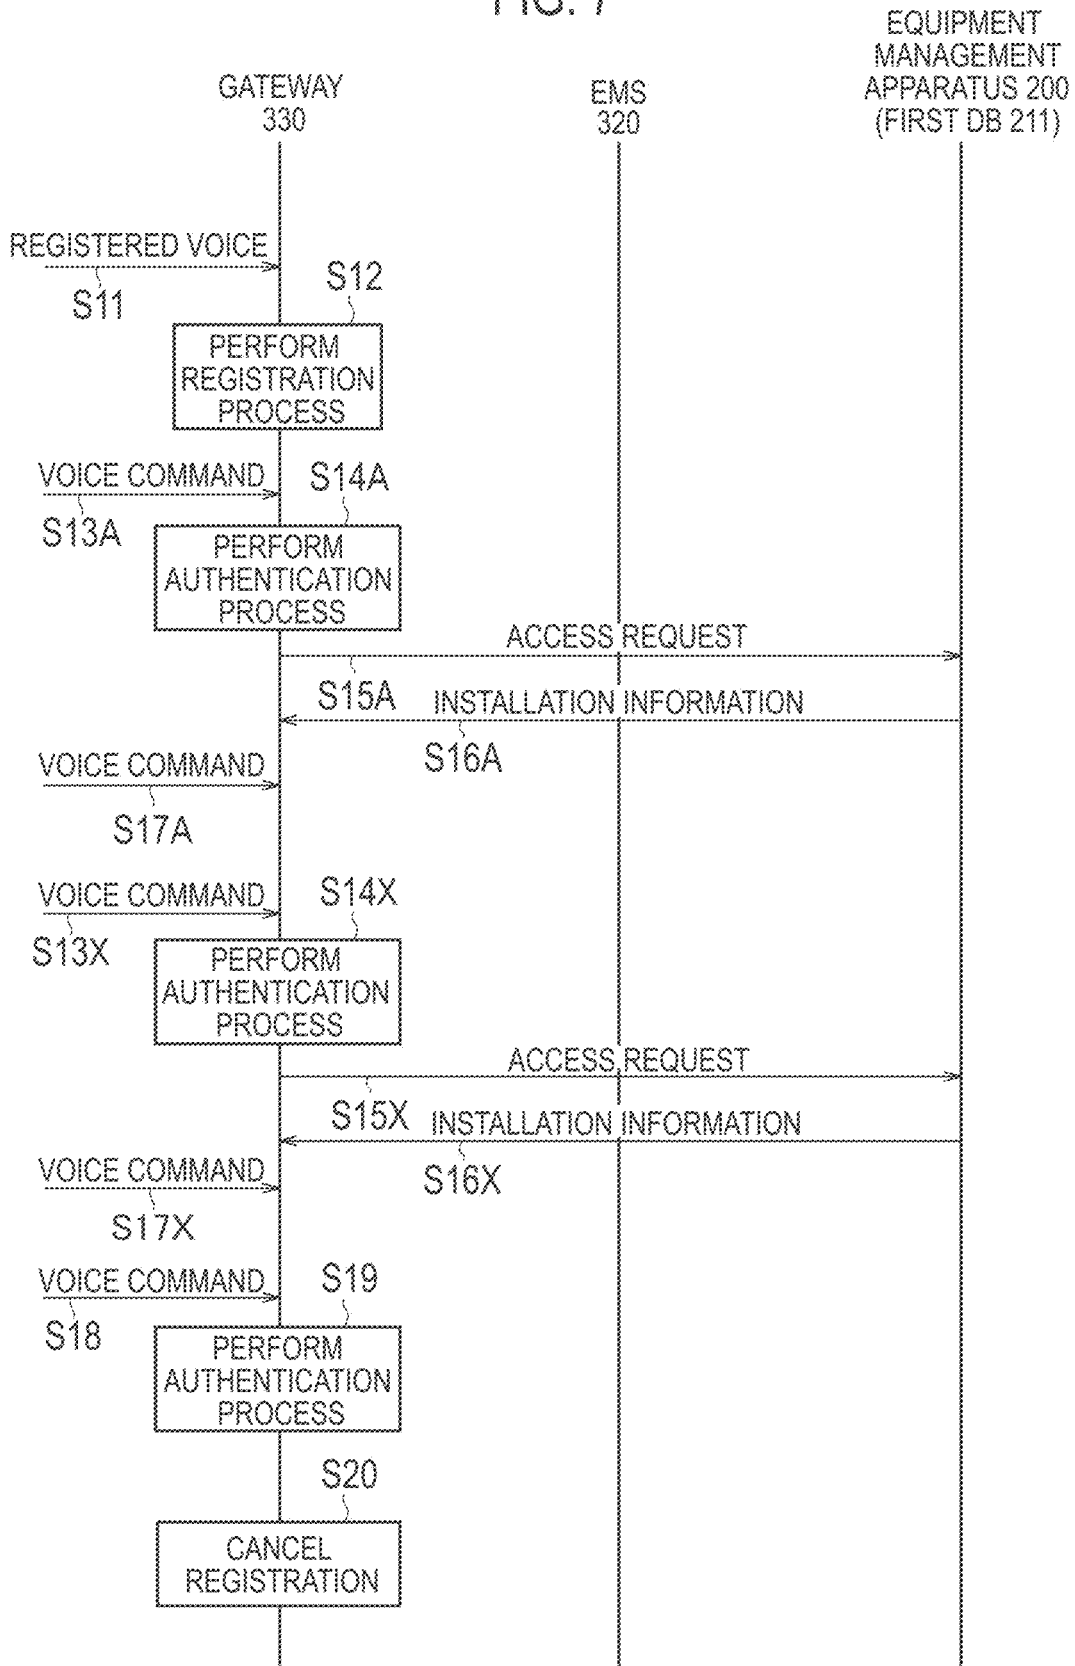 FIG. 7
EQUIPMENT
MANAGEMENT
APPARATUS 200
(FIRST DB 211)
GATEWAY
330
EMS
320
REGISTERED VOICE
S11
S12
PERFORM
REGISTRATION
PROCESS
VOICE COMMAND
S13A
S14A
PERFORM
AUTHENTICATION
PROCESS
ACCESS REQUEST
S15A
INSTALLATION INFORMATION
S16A
VOICE COMMAND
S17A
VOICE COMMAND
S13X
S14X
PERFORM
AUTHENTICATION
PROCESS
ACCESS REQUEST
S15X
INSTALLATION INFORMATION
S16X
VOICE COMMAND
S17X
VOICE COMMAND
S18
S19
PERFORM
AUTHENTICATION
PROCESS
S20
CANCEL
REGISTRATION